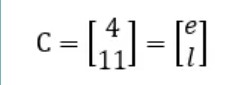 C = [4 11] = [e l]